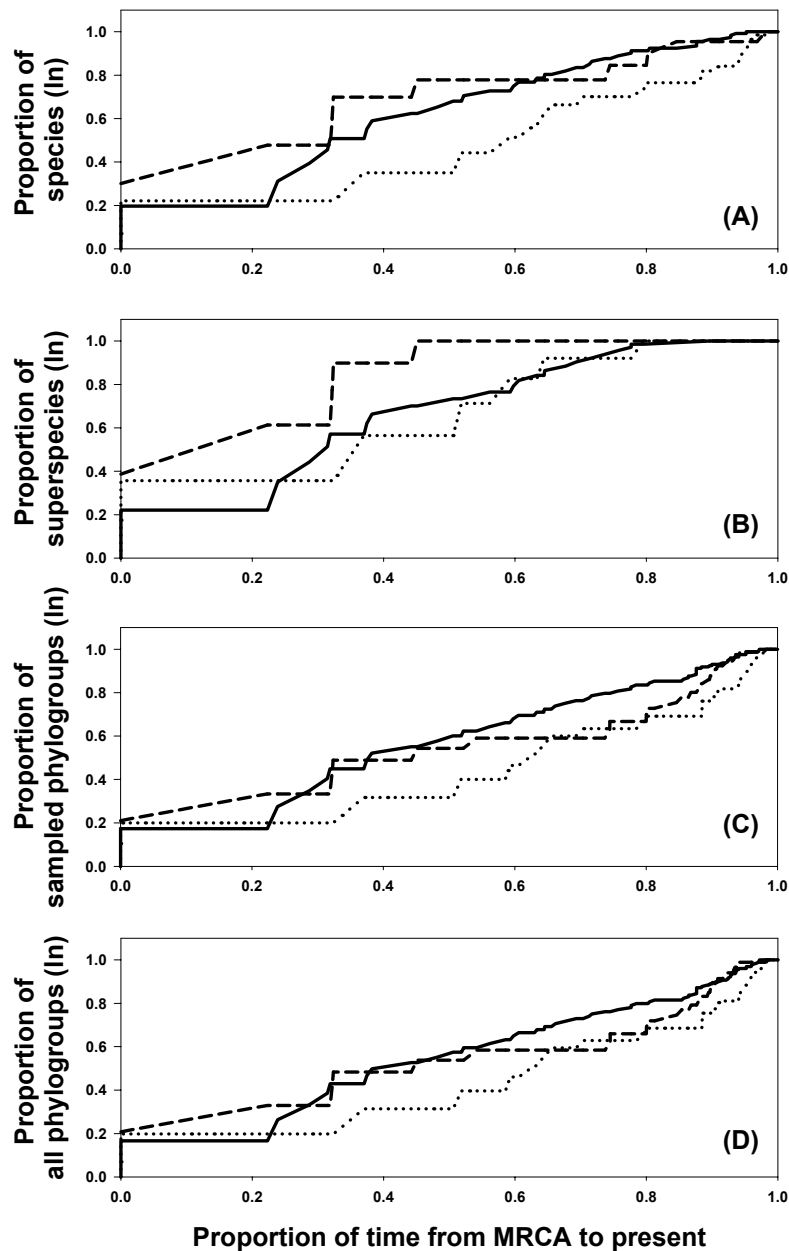 Proportion of
species (ln)
1.0
0.8
0.6
0.4
0.2
0.0
(A)
0.0 0.2 0.4 0.6 0.8 1.0
Proportion of
superspecies (ln)
1.0
0.8
0.6
0.4
0.2
0.0
(B)
0.0 0.2 0.4 0.6 0.8 1.0
Proportion of
sampled phylogroups (ln)
1.0
0.8
0.6
0.4
0.2
0.0
(C)
0.0 0.2 0.4 0.6 0.8 1.0
Proportion of
all phylogroups (ln)
1.0
0.8
0.6
0.4
0.2
0.0
(D)
0.0 0.2 0.4 0.6 0.8 1.0
Proportion of time from MRCA to present